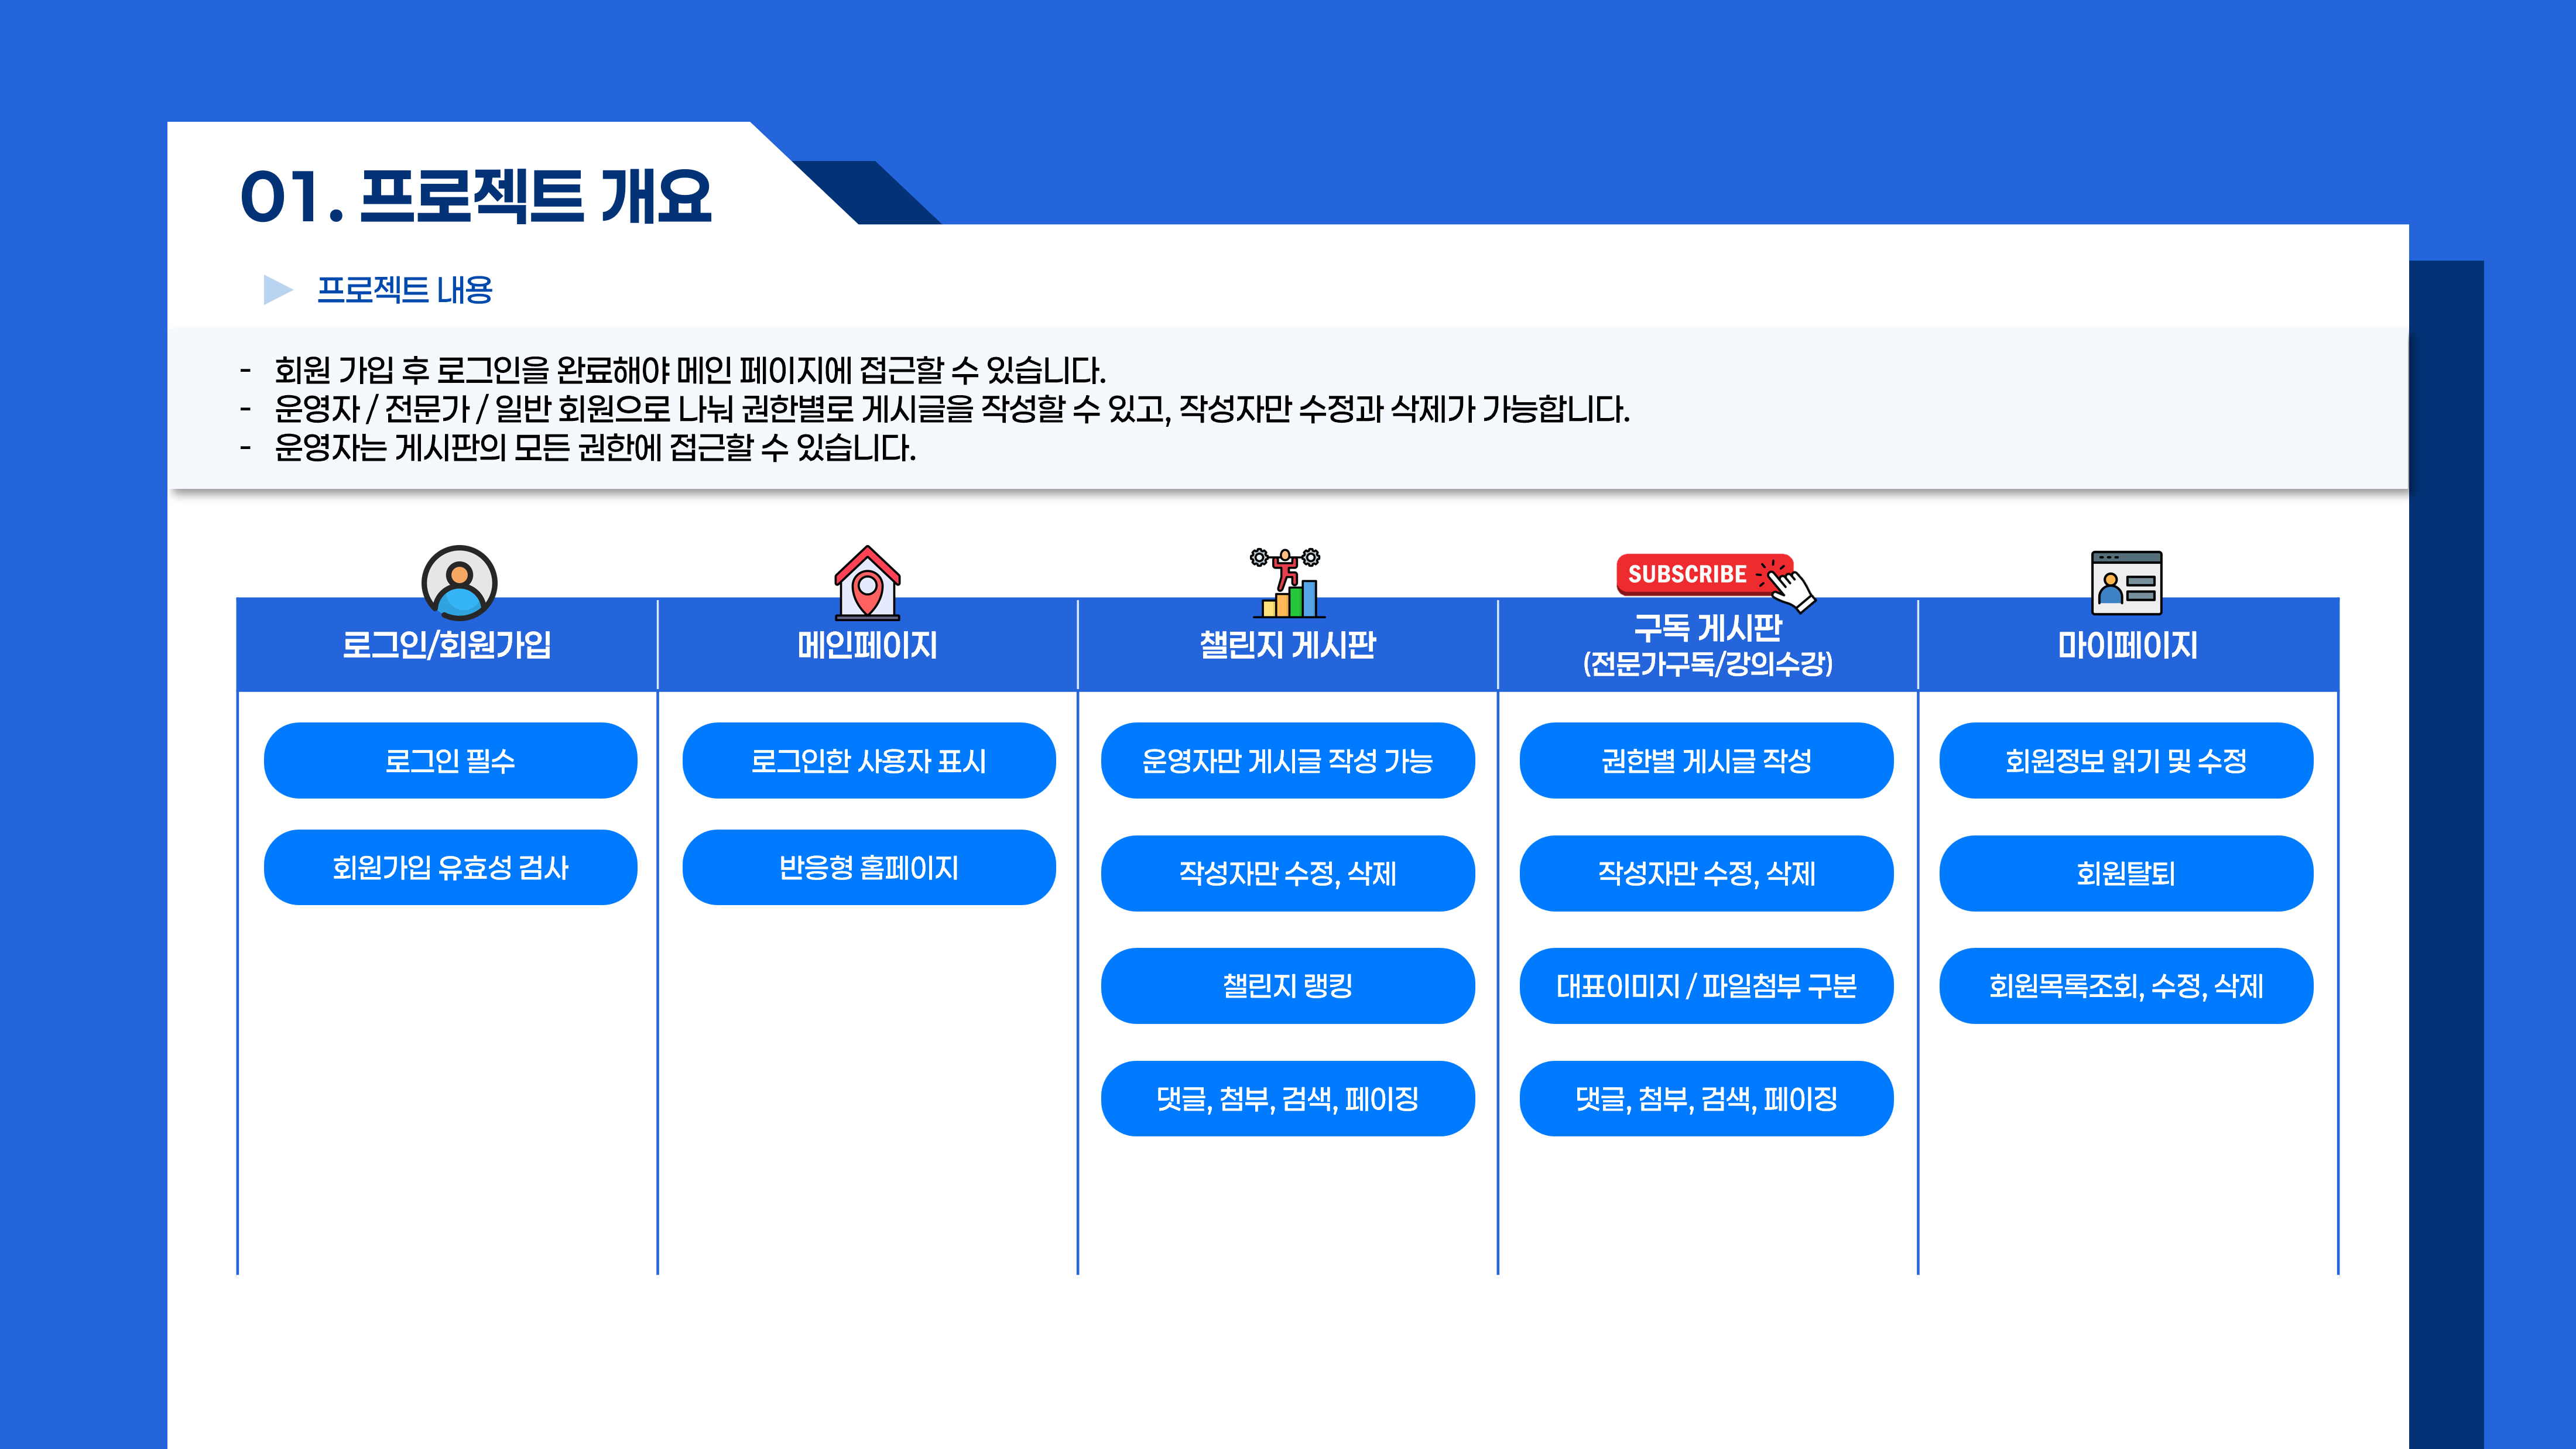 01. 프로젝트 개요
프로젝트 내용
- 회원 가입 후 로그인을 완료해야 메인 페이지에 접근할 수 있습니다.
- 운영자 / 전문가 / 일반 회원으로 나눠 권한별로 게시글을 작성할 수 있고, 작성자만 수정과 삭제가 가능합니다.
- 운영자는 게시판의 모든 권한에 접근할 수 있습니다.
로그인/회원가입
로그인 필수
회원가입 유효성 검사
메인페이지
로그인한 사용자 표시
반응형 홈페이지
챌린지 게시판
운영자만 게시글 작성 가능
작성자만 수정, 삭제
챌린지 랭킹
댓글, 첨부, 검색, 페이징
SUBSCRIBE
구독 게시판
(전문가구독/강의수강)
권한별 게시글 작성
작성자만 수정, 삭제
대표이미지 / 파일첨부 구분
댓글, 첨부, 검색, 페이징
마이페이지
회원정보 읽기 및 수정
회원탈퇴
회원목록조회, 수정, 삭제